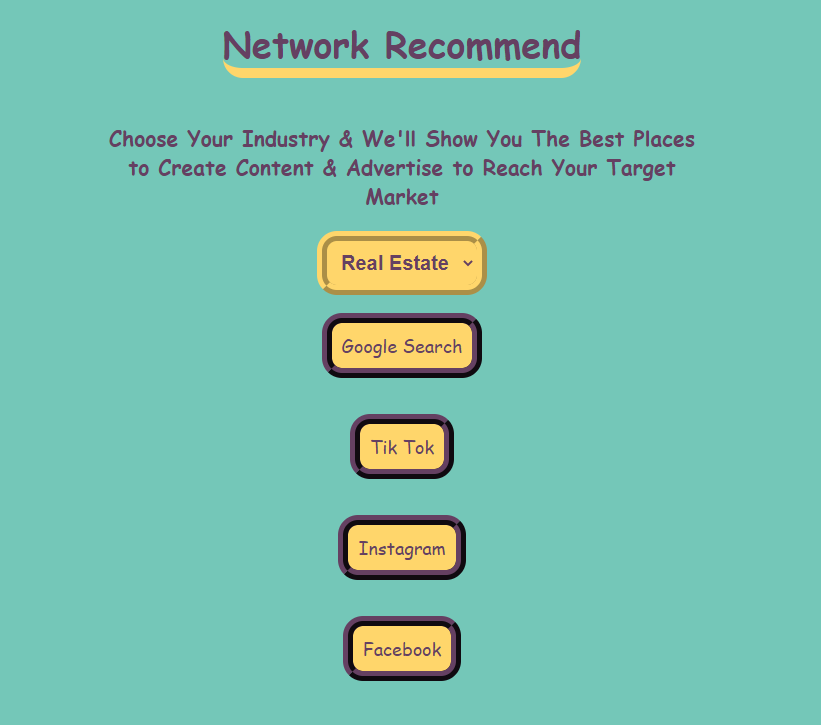 Network Recommend
Choose Your Industry & We'll Show You The Best Places
to Create Content & Advertise to Reach Your Target
Market
Real Estate
Google Search
Tik Tok
Instagram
Facebook